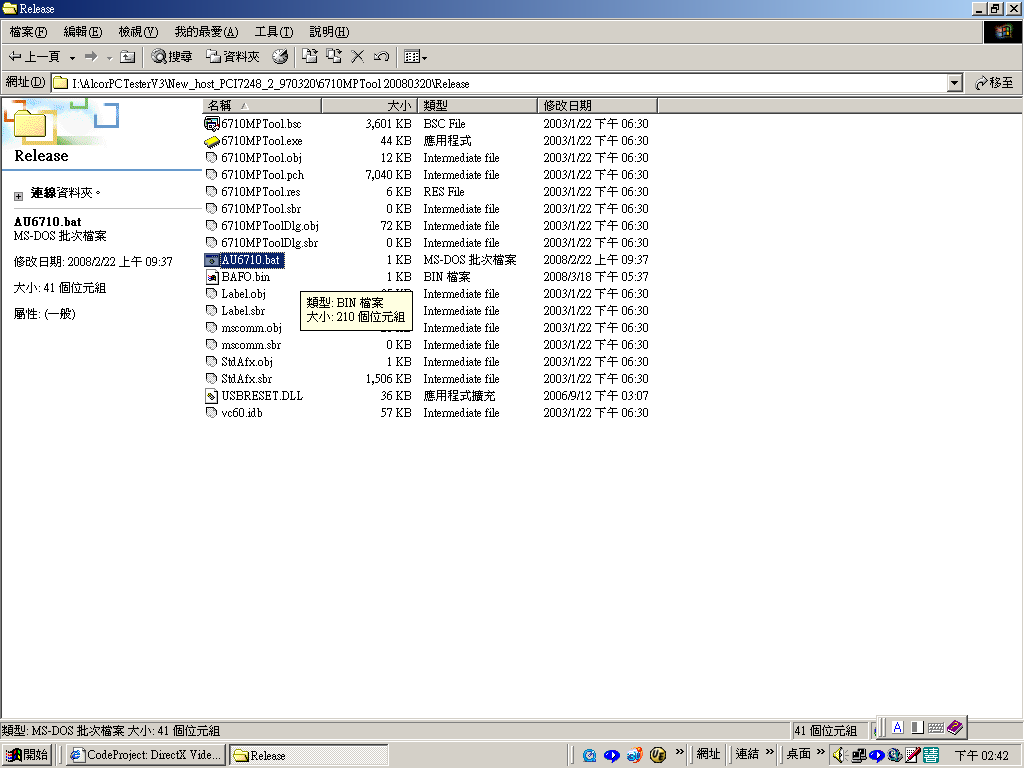 Release
檔案(F) 編輯(E) 檢視(V) 我的最愛(A) 工具(T) 說明(H)
上一頁 搜尋 資料夾
網址(D) I:\AlcorPCTesterV3\New_host_PCI7248_2_970320\6710MPTool 20080320\Release 移至
Release
連線資料夾。
AU6710.bat
MS-DOS 批次檔案
修改日期: 2008/2/22 上午 09:37
大小: 41 個位元組
屬性: (一般)
名稱 大小 類型 修改日期
6710MPTool.bsc 3,601 KB BSC File 2003/1/22 下午 06:30
6710MPTool.exe 44 KB 應用程式 2003/1/22 下午 06:30
6710MPTool.obj 12 KB Intermediate file 2003/1/22 下午 06:30
6710MPTool.pch 7,040 KB Intermediate file 2003/1/22 下午 06:30
6710MPTool.res 6 KB RES File 2003/1/22 下午 06:30
6710MPTool.sbr 0 KB Intermediate file 2003/1/22 下午 06:30
6710MPToolDlg.obj 72 KB Intermediate file 2003/1/22 下午 06:30
6710MPToolDlg.sbr 0 KB Intermediate file 2003/1/22 下午 06:30
AU6710.bat 1 KB MS-DOS 批次檔案 2008/2/22 上午 09:37
BAFO.bin 1 KB BIN 檔案 2008/3/18 下午 05:37
Label.obj KB Intermediate file 2003/1/22 下午 06:30
Label.sbr Intermediate file 2003/1/22 下午 06:30
mscomm.obj KB Intermediate file 2003/1/22 下午 06:30
mscomm.sbr 0 KB Intermediate file 2003/1/22 下午 06:30
StdAfx.obj 1 KB Intermediate file 2003/1/22 下午 06:30
StdAfx.sbr 1,506 KB Intermediate file 2003/1/22 下午 06:30
USBRESET.DLL 36 KB 應用程式擴充 2006/9/12 下午 03:07
vc60.idb 57 KB Intermediate file 2003/1/22 下午 06:30
類型: BIN 檔案
大小: 210 個位元組
類型: MS-DOS 批次檔案 大小: 41 個位元組 41 個位元組 A
開始 CodeProject: DirectX Vide... Release 網址 連結 桌面 下午 02:42